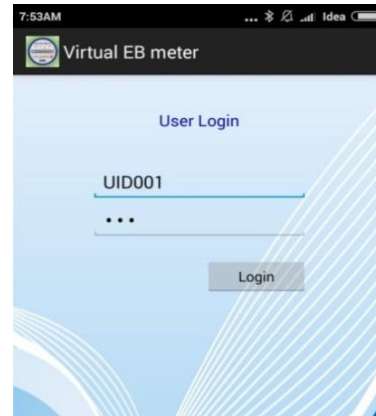 7:53AM ... Idea
Virtual EB meter
User Login
UID001
•••
Login